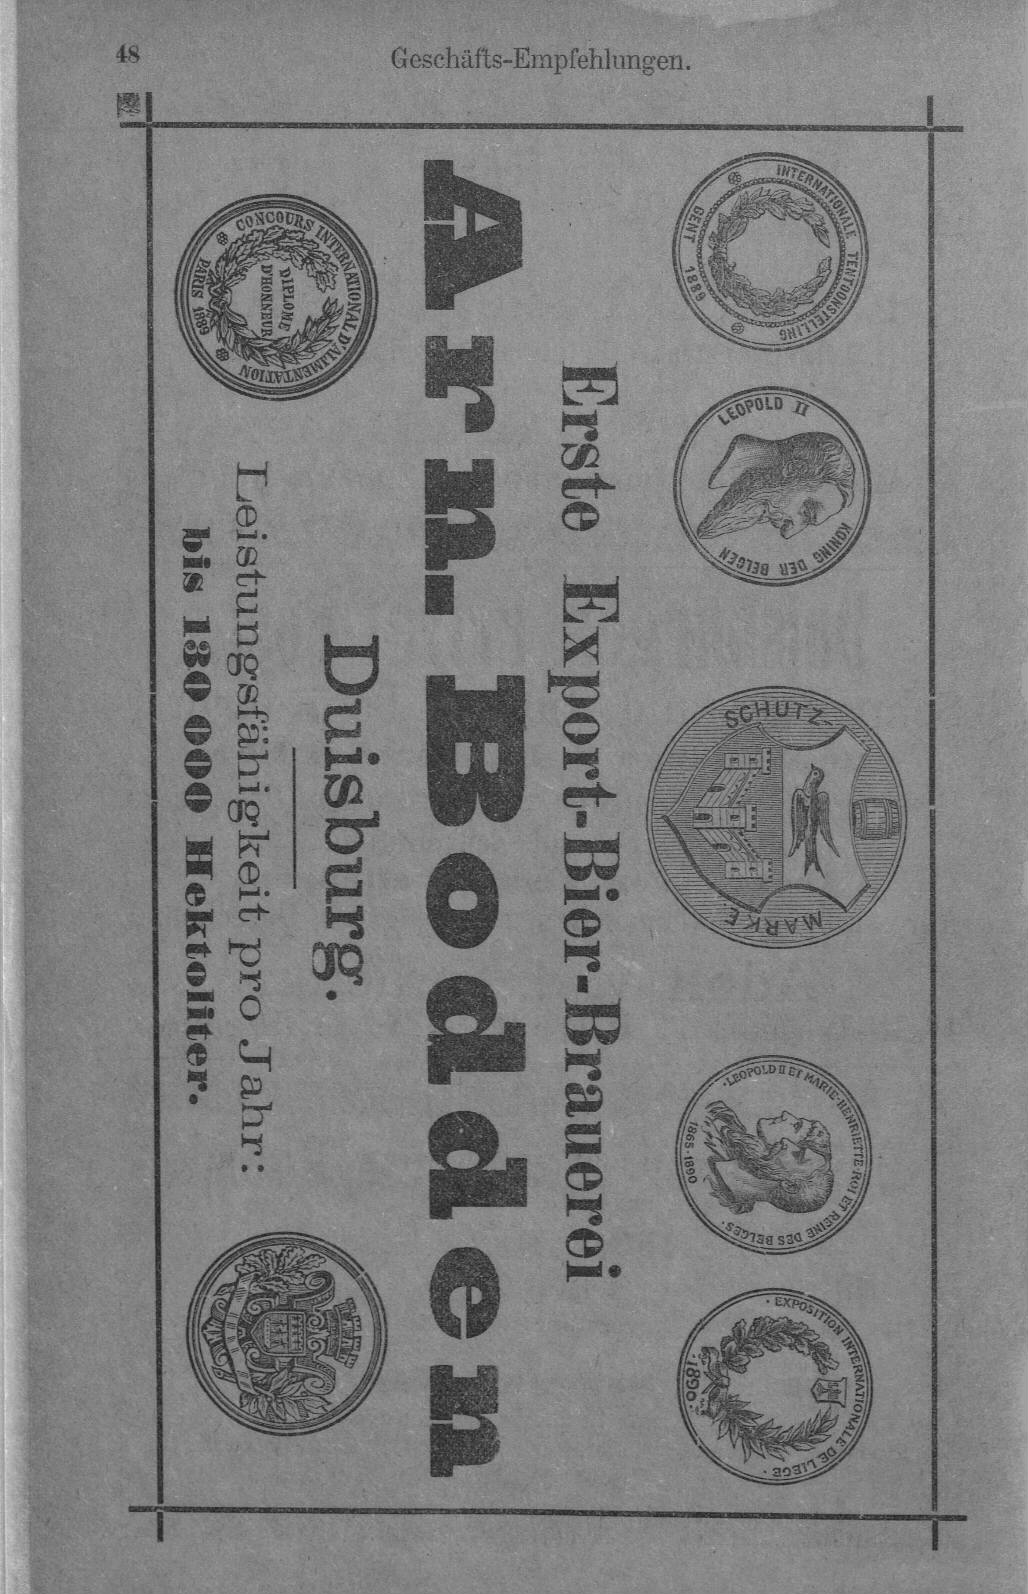 48
Geschäfts-Empfehlungen.
INTERNATIONALE TENTOONSTELLING
GENT 1889
LEOPOLD II
KONING DER BELGEN
SCHUTZ-
MARKE
·LEOPOLD II ET MARIE-HENRIETTE ROI ET REINE DES BELGES·
1865·1890
· EXPOSITION INTERNATIONALE DE LIEGE ·
·1890·
Erste Export-Bier-Brauerei
Arn. Bodden
Duisburg.
CONCOURS INTERNATIONAL D'ALIMENTATION
PARIS 1889
DIPLOME
D'HONNEUR
Leistungsfähigkeit pro Jahr:
bis 130 000 Hektoliter.